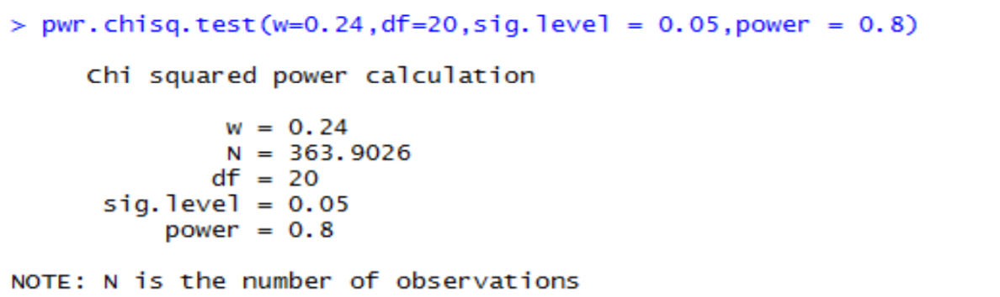 > pwr.chisq.test(w=0.24,df=20,sig.level = 0.05,power = 0.8)
Chi squared power calculation
w = 0.24
N = 363.9026
df = 20
sig.level = 0.05
power = 0.8
NOTE: N is the number of observations